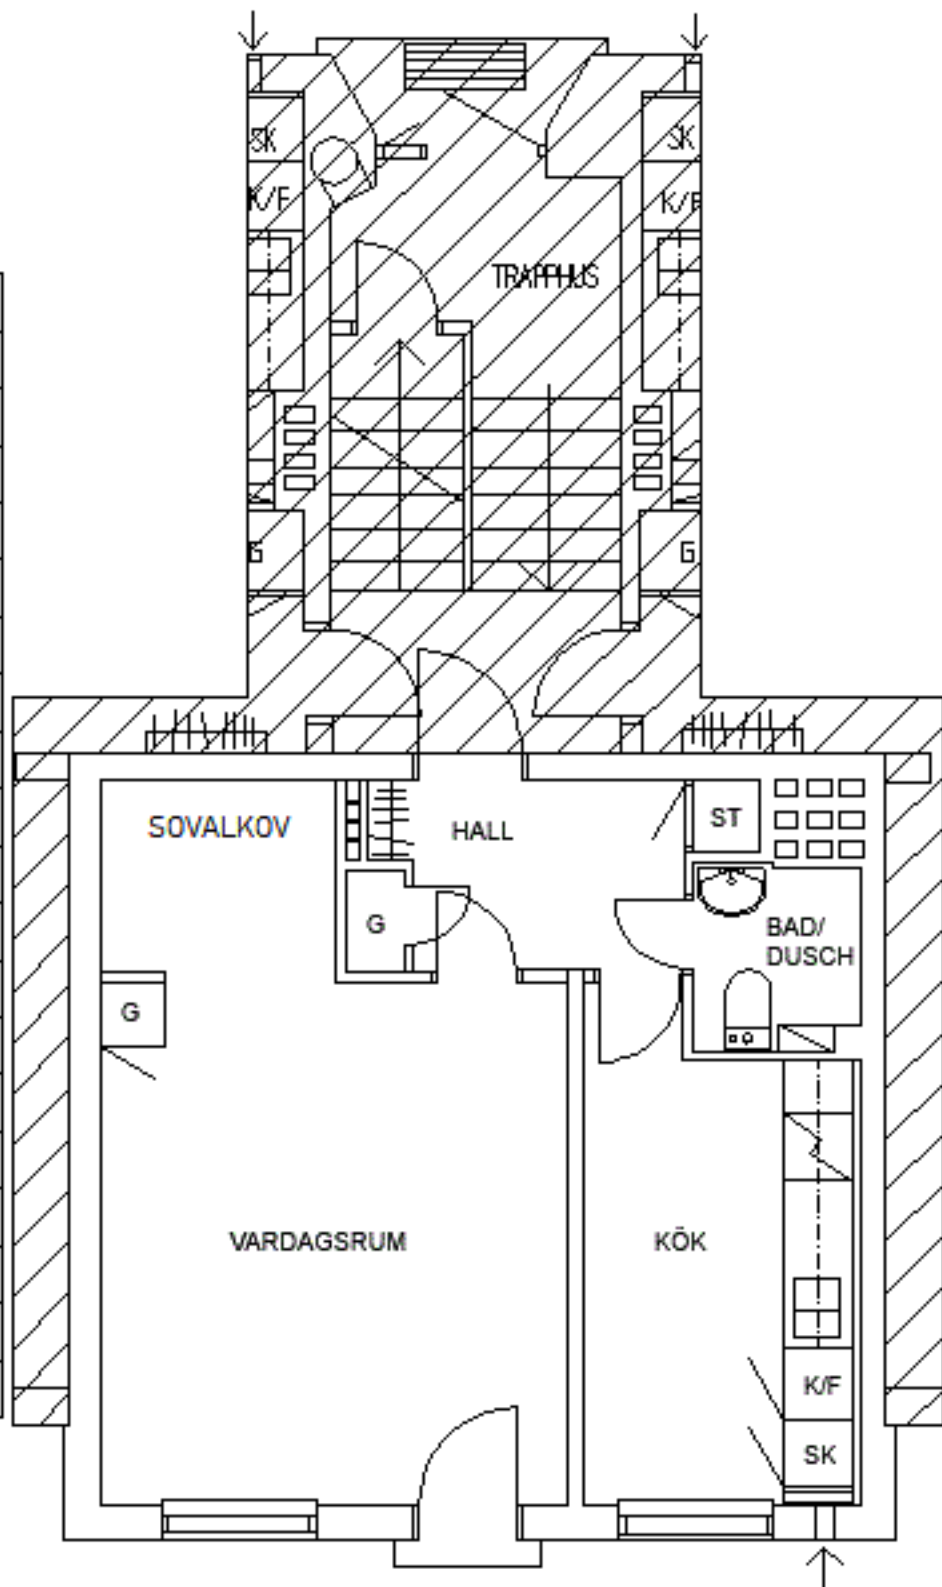 SK
SK
K/F
K/F
TRAPPHUS
G
G
SOVALKOV
HALL
ST
G
BAD/
DUSCH
G
VARDAGSRUM
KÖK
K/F
SK